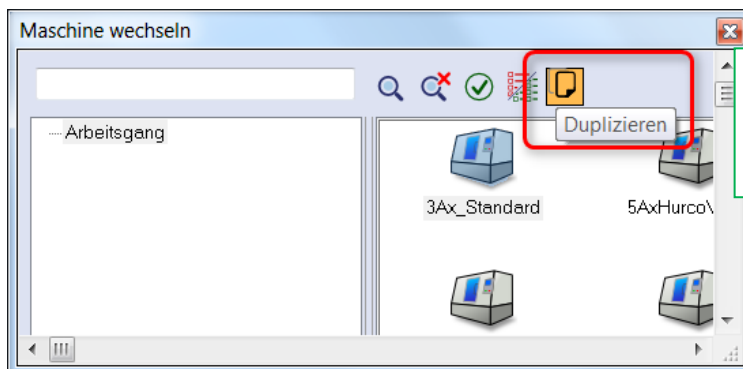 Maschine wechseln
Duplizieren
Arbeitsgang
3Ax_Standard
5AxHurco\